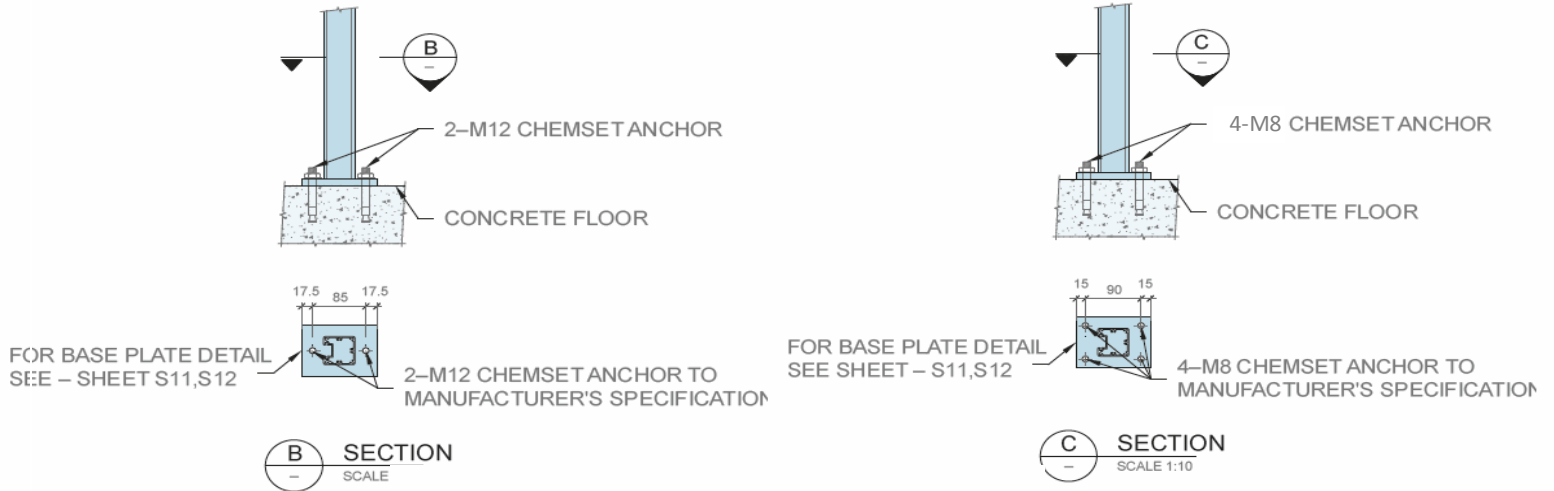 B
–
2–M12 CHEMSET ANCHOR
CONCRETE FLOOR
17.5 85 17.5
FOR BASE PLATE DETAIL
SEE – SHEET S11,S12
2–M12 CHEMSET ANCHOR TO
MANUFACTURER'S SPECIFICATION
B
–
SECTION
SCALE
C
–
4-M8 CHEMSET ANCHOR
CONCRETE FLOOR
15 90 15
FOR BASE PLATE DETAIL
SEE SHEET – S11,S12
4–M8 CHEMSET ANCHOR TO
MANUFACTURER'S SPECIFICATION
C
–
SECTION
SCALE 1:10